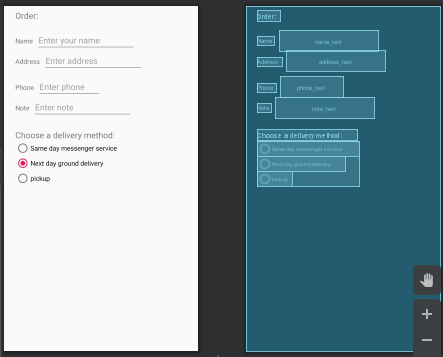 Order:
Name Enter your name
Address Enter address
Phone Enter phone
Note Enter note
Choose a delivery method:
Same day messenger service
Next day ground delivery
pickup
Order:
Name name_text
Address address_text
Phone phone_text
Note note_text
Choose a delivery method:
Same day messenger service
Next day ground delivery
pickup